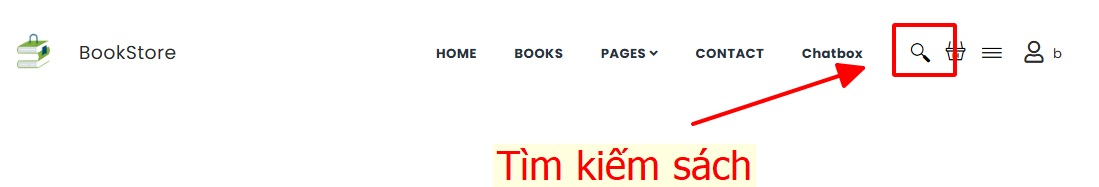 BookStore
HOME BOOKS PAGES CONTACT Chatbox b
Tìm kiếm sách